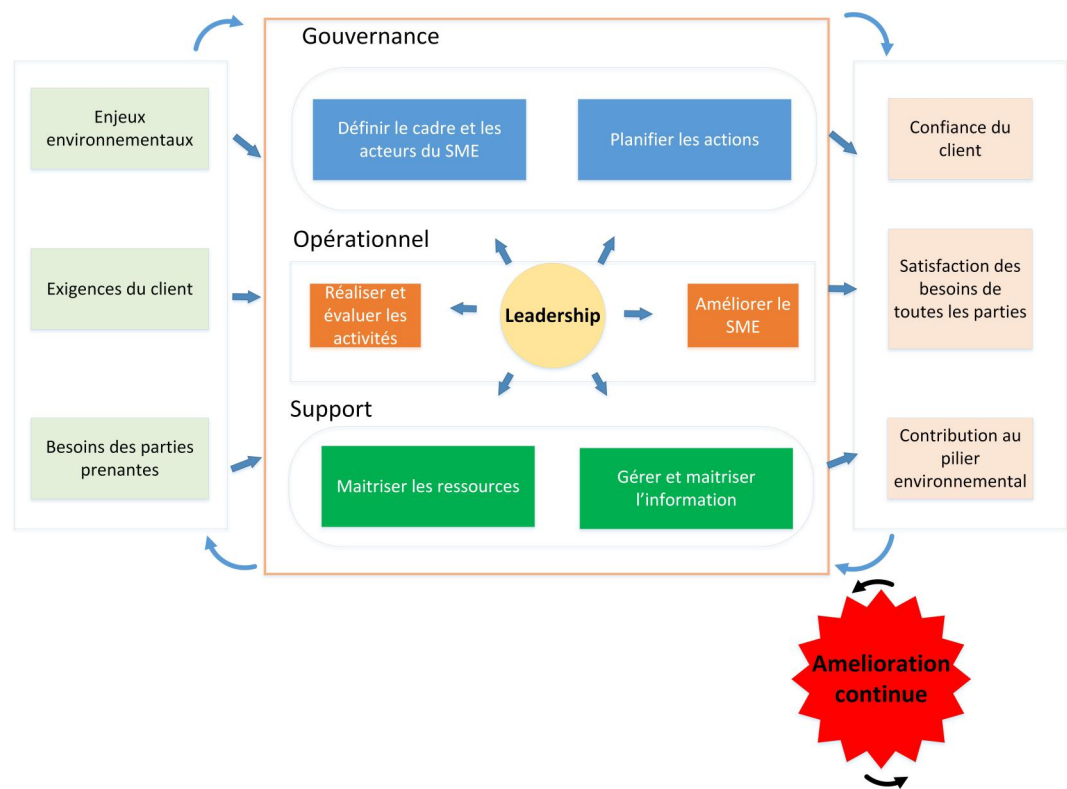 Gouvernance
Enjeux
environnementaux
Définir le cadre et les
acteurs du SME
Planifier les actions
Confiance du
client
Opérationnel
Exigences du client
Réaliser et
évaluer les
activités
Leadership
Améliorer le
SME
Satisfaction des
besoins de
toutes les parties
Support
Besoins des parties
prenantes
Maitriser les ressources
Gérer et maitriser
l’information
Contribution au
pilier
environnemental
Amelioration
continue